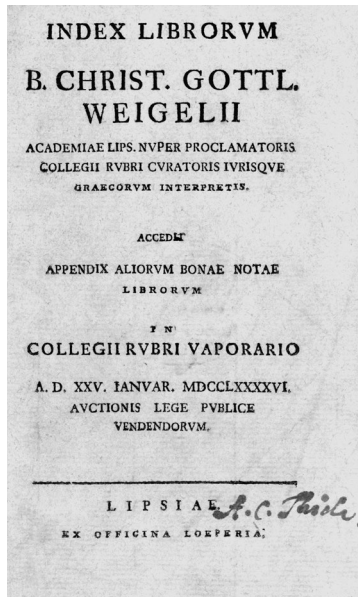 INDEX LIBRORVM
B. CHRIST. GOTTL.
WEIGELII
ACADEMIAE LIPS. NVPER PROCLAMATORIS
COLLEGII RVBRI CVRATORIS IVRISQVE
GRAECORVM INTERPRETIS.
ACCEDIT
APPENDIX ALIORVM BONAE NOTAE
LIBRORVM
IN
COLLEGII RVBRI VAPORARIO
A. D. XXV. IANVAR. MDCCLXXXXVI.
AVCTIONIS LEGE PVBLICE
VENDENDORVM.
LIPSIAE
A. C.
EX OFFICINA LOEPERIA.